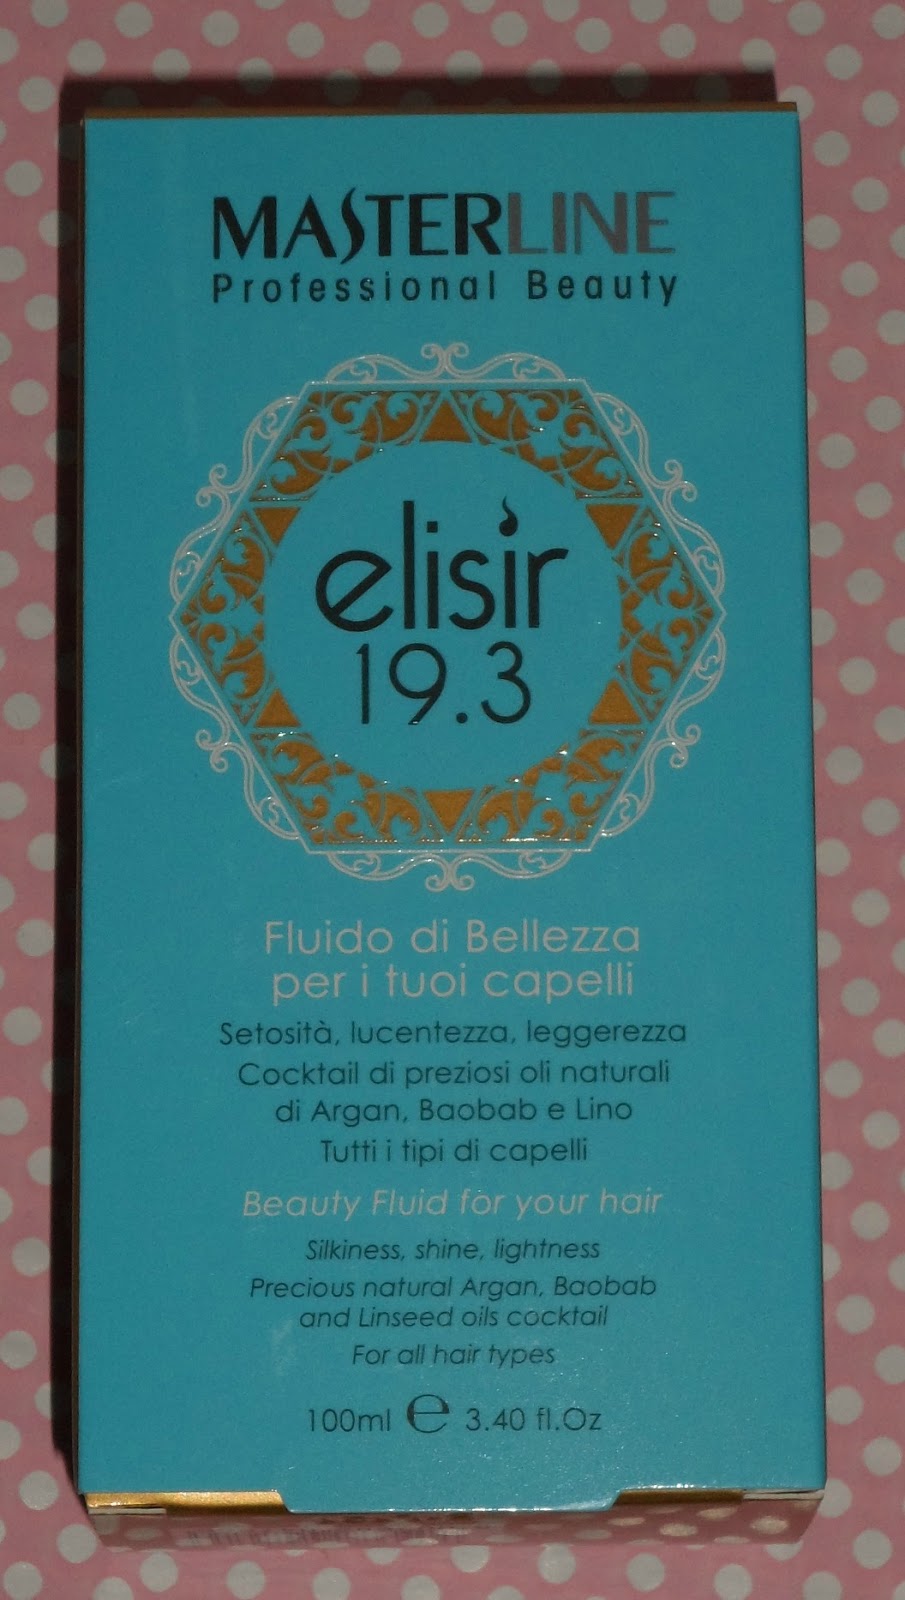 MASTERLINE
Professional Beauty
elisir
19.3
Fluido di Bellezza
per i tuoi capelli
Setosità, lucentezza, leggerezza
Cocktail di preziosi oli naturali
di Argan, Baobab e Lino
Tutti i tipi di capelli
Beauty Fluid for your hair
Silkiness, shine, lightness
Precious natural Argan, Baobab
and Linseed oils cocktail
For all hair types
100ml ℮ 3.40 fl.Oz